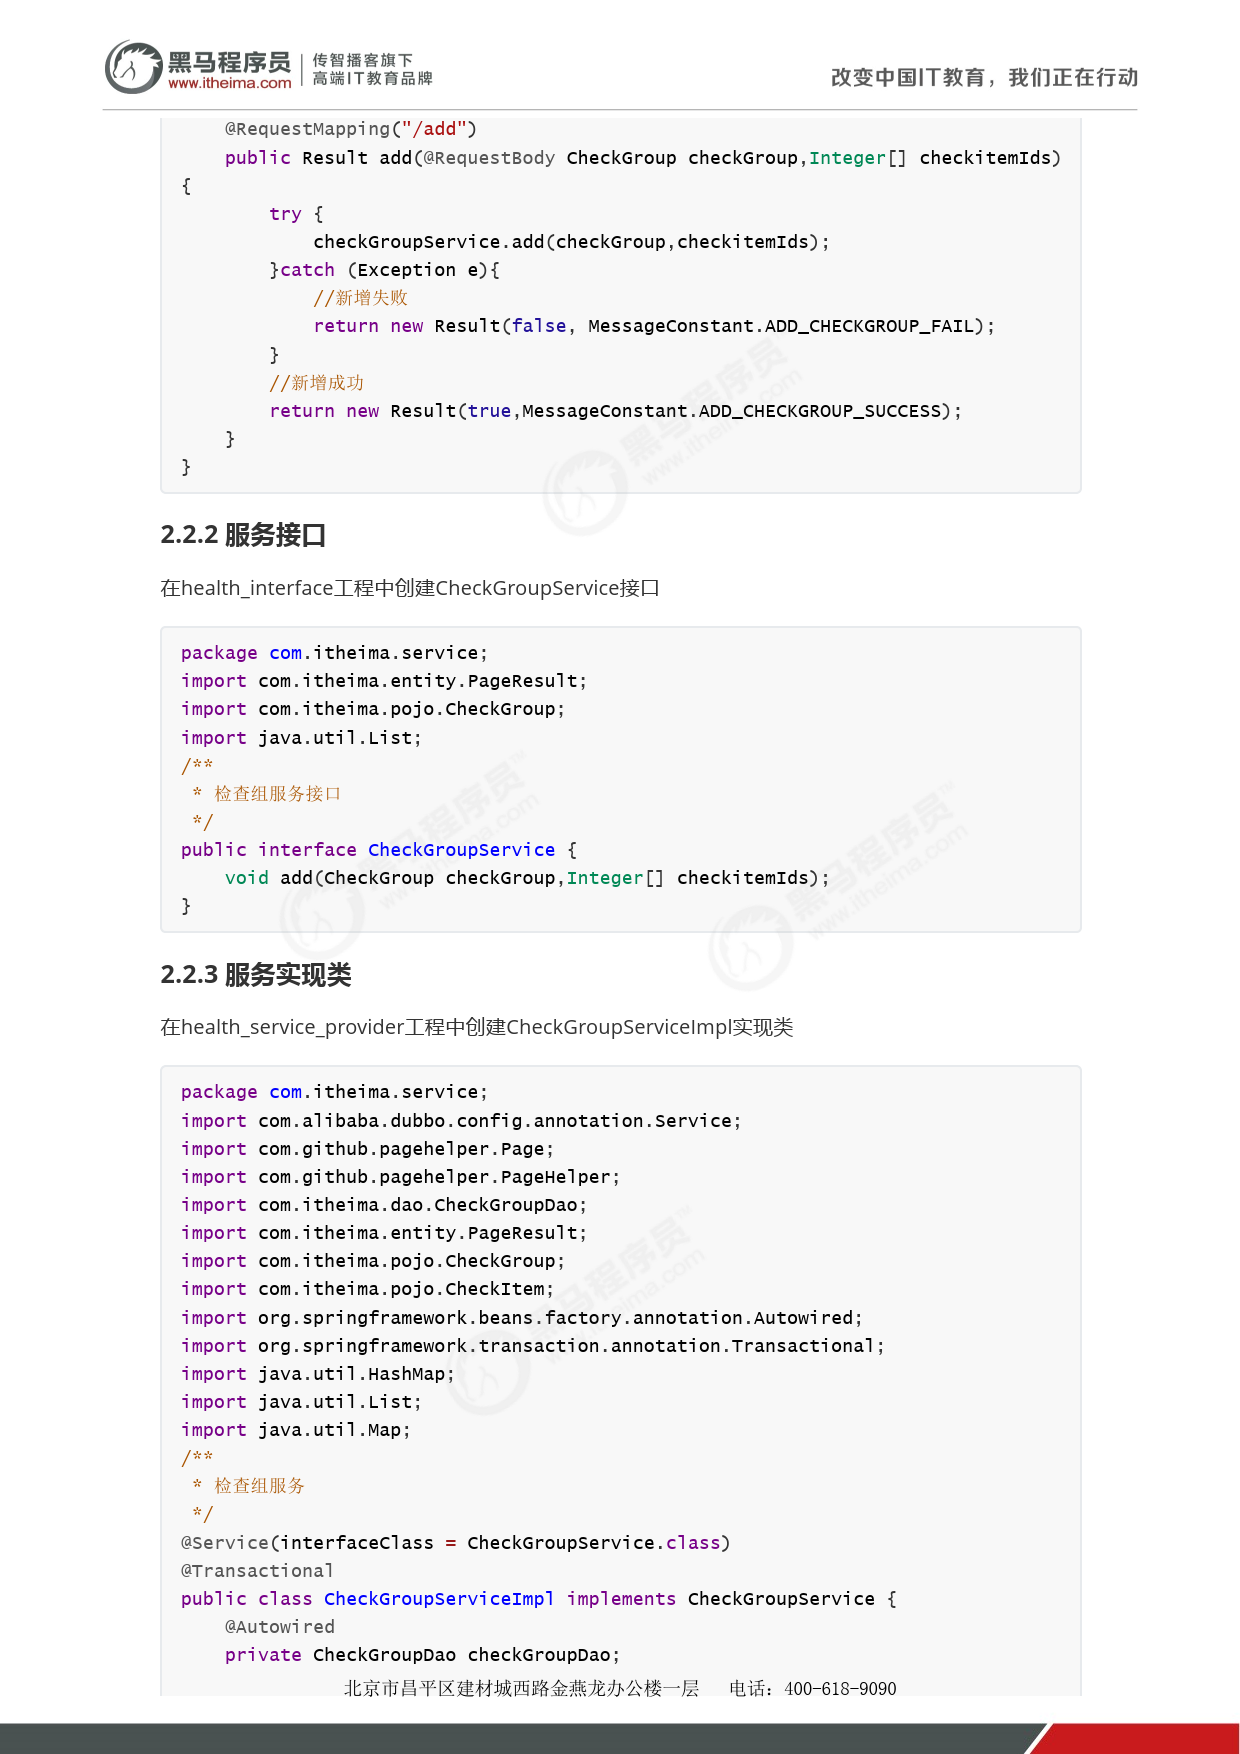 黑马程序员 传智播客旗下
www.itheima.com 高端IT教育品牌
改变中国IT教育，我们正在行动
@RequestMapping("/add")
public Result add(@RequestBody CheckGroup checkGroup,Integer[] checkitemIds)
{
try {
checkGroupService.add(checkGroup,checkitemIds);
}catch (Exception e){
//新增失败
return new Result(false, MessageConstant.ADD_CHECKGROUP_FAIL);
}
//新增成功
return new Result(true,MessageConstant.ADD_CHECKGROUP_SUCCESS);
}
}
2.2.2 服务接口
在health_interface工程中创建CheckGroupService接口
package com.itheima.service;
import com.itheima.entity.PageResult;
import com.itheima.pojo.CheckGroup;
import java.util.List;
/**
* 检查组服务接口
*/
public interface CheckGroupService {
void add(CheckGroup checkGroup,Integer[] checkitemIds);
}
2.2.3 服务实现类
在health_service_provider工程中创建CheckGroupServiceImpl实现类
package com.itheima.service;
import com.alibaba.dubbo.config.annotation.Service;
import com.github.pagehelper.Page;
import com.github.pagehelper.PageHelper;
import com.itheima.dao.CheckGroupDao;
import com.itheima.entity.PageResult;
import com.itheima.pojo.CheckGroup;
import com.itheima.pojo.CheckItem;
import org.springframework.beans.factory.annotation.Autowired;
import org.springframework.transaction.annotation.Transactional;
import java.util.HashMap;
import java.util.List;
import java.util.Map;
/**
* 检查组服务
*/
@Service(interfaceClass = CheckGroupService.class)
@Transactional
public class CheckGroupServiceImpl implements CheckGroupService {
@Autowired
private CheckGroupDao checkGroupDao;
北京市昌平区建材城西路金燕龙办公楼一层 电话：400-618-9090